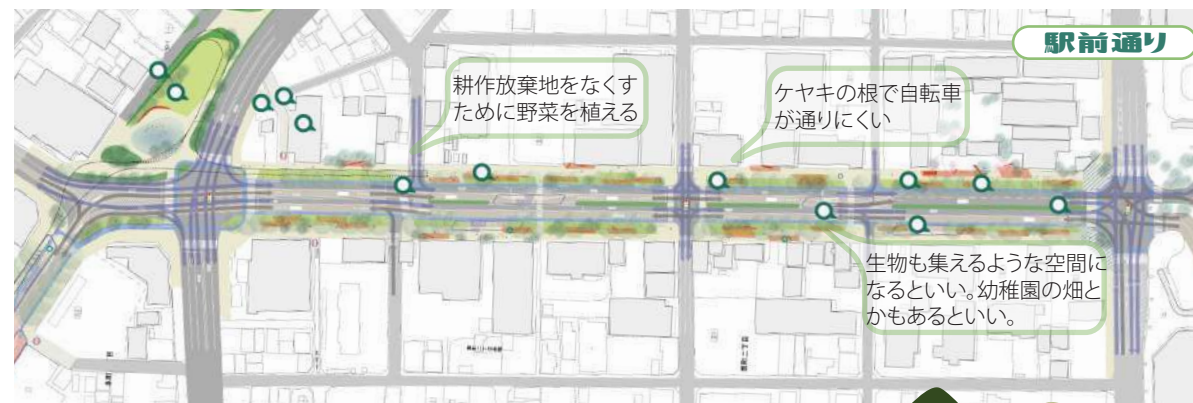 駅前通り
耕作放棄地をなくす
ために野菜を植える
ケヤキの根で自転車
が通りにくい
生物も集えるような空間に
なるといい。幼稚園の畑と
かもあるといい。